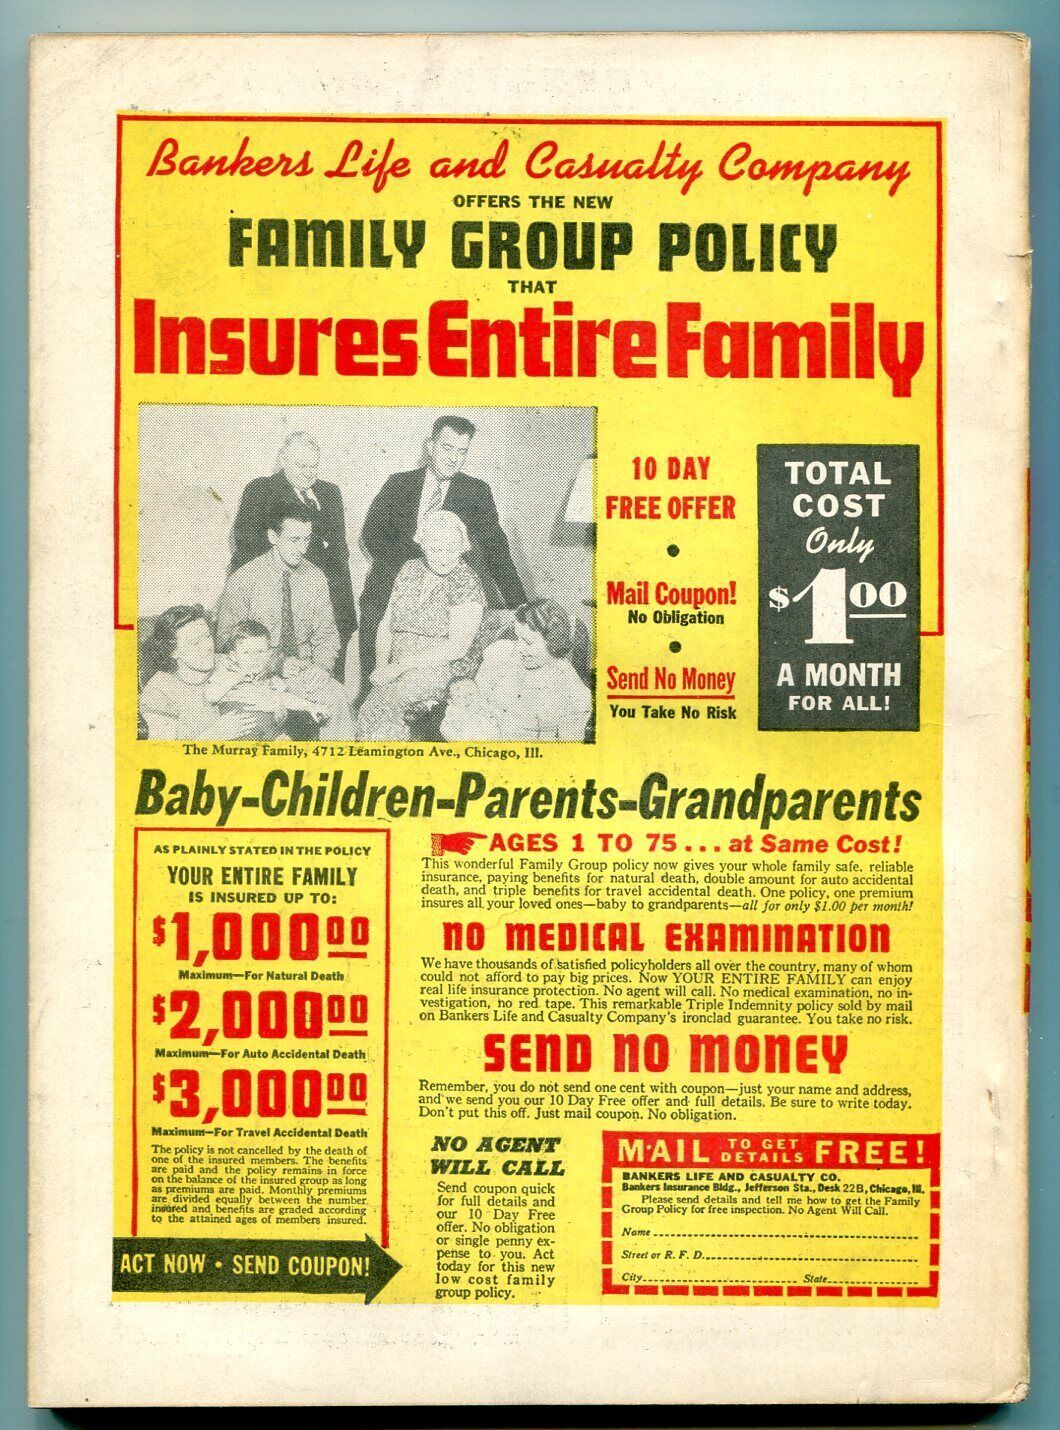 Bankers Life and Casualty Company
OFFERS THE NEW
FAMILY GROUP POLICY
THAT
Insures Entire Family
10 DAY
FREE OFFER
•
Mail Coupon!
No Obligation
•
Send No Money
You Take No Risk
TOTAL
COST
Only
$1.00
A MONTH
FOR ALL!
The Murray Family, 4712 Leamington Ave., Chicago, Ill.
Baby-Children-Parents-Grandparents
AS PLAINLY STATED IN THE POLICY
YOUR ENTIRE FAMILY
IS INSURED UP TO:
$1,00000
Maximum—For Natural Death
$2,00000
Maximum—For Auto Accidental Death
$3,00000
Maximum—For Travel Accidental Death
The policy is not cancelled by the death of
one of the insured members. The benefits
are paid and the policy remains in force
on the balance of the insured group as long
as premiums are paid. Monthly premiums
are divided equally between the number
insured and benefits are graded according
to the attained ages of members insured.
ACT NOW • SEND COUPON!
AGES 1 TO 75 ... at Same Cost!
This wonderful Family Group policy now gives your whole family safe, reliable
insurance, paying benefits for natural death, double amount for auto accidental
death, and triple benefits for travel accidental death. One policy, one premium
insures all your loved ones—baby to grandparents—all for only $1.00 per month!
NO MEDICAL EXAMINATION
We have thousands of satisfied policyholders all over the country, many of whom
could not afford to pay big prices. Now YOUR ENTIRE FAMILY can enjoy
real life insurance protection. No agent will call. No medical examination, no in-
vestigation, no red tape. This remarkable Triple Indemnity policy sold by mail
on Bankers Life and Casualty Company's ironclad guarantee. You take no risk.
SEND NO MONEY
Remember, you do not send one cent with coupon—just your name and address,
and we send you our 10 Day Free offer and full details. Be sure to write today.
Don't put this off. Just mail coupon. No obligation.
NO AGENT
WILL CALL
Send coupon quick
for full details and
our 10 Day Free
offer. No obligation
or single penny ex-
pense to you. Act
today for this new
low cost family
group policy.
MAIL TO GET DETAILS FREE!
BANKERS LIFE AND CASUALTY CO.
Bankers Insurance Bldg., Jefferson Sta., Desk 22B, Chicago, Ill.
Please send details and tell me how to get the Family
Group Policy for free inspection. No Agent Will Call.
Name
Street or R. F. D.
City State